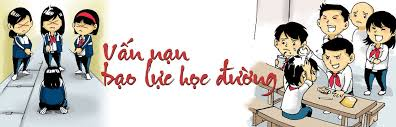 Vấn nạn
bạo lực học đường